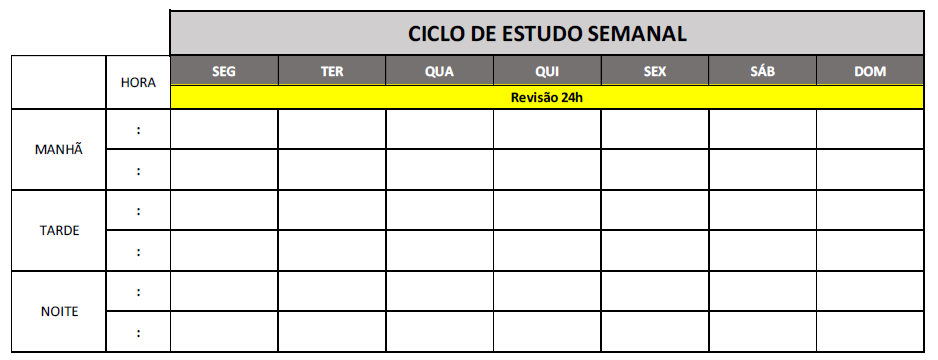 CICLO DE ESTUDO SEMANAL
HORA SEG TER QUA QUI SEX SÁB DOM
Revisão 24h
MANHÃ :
:
TARDE :
:
NOITE :
: